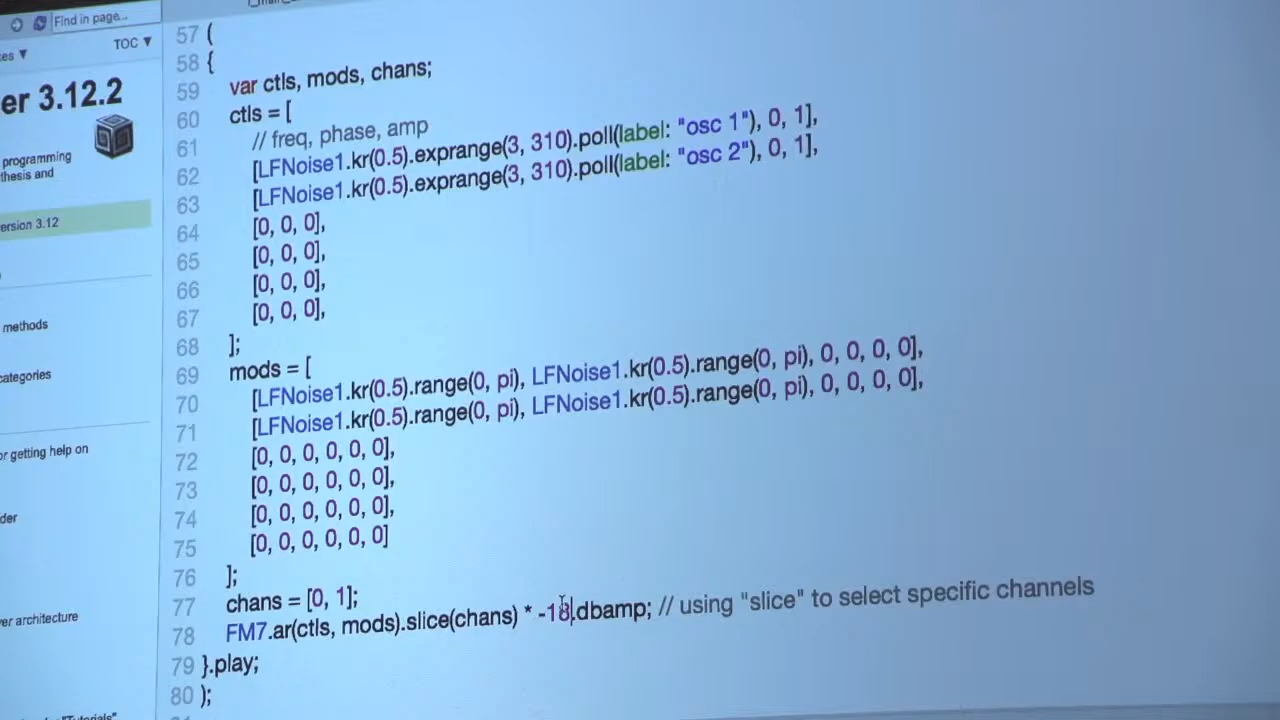 Find in page...
TOC ▼
es ▼
er 3.12.2
programming
thesis and
ersion 3.12
methods
categories
or getting help on
der
er architecture
"Tutorials"
57 (
58 {
59 var ctls, mods, chans;
60 ctls = [
61 // freq, phase, amp
62 [LFNoise1.kr(0.5).exprange(3, 310).poll(label: "osc 1"), 0, 1],
63 [LFNoise1.kr(0.5).exprange(3, 310).poll(label: "osc 2"), 0, 1],
64 [0, 0, 0],
65 [0, 0, 0],
66 [0, 0, 0],
67 [0, 0, 0],
68 ];
69 mods = [
70 [LFNoise1.kr(0.5).range(0, pi), LFNoise1.kr(0.5).range(0, pi), 0, 0, 0, 0],
71 [LFNoise1.kr(0.5).range(0, pi), LFNoise1.kr(0.5).range(0, pi), 0, 0, 0, 0],
72 [0, 0, 0, 0, 0, 0],
73 [0, 0, 0, 0, 0, 0],
74 [0, 0, 0, 0, 0, 0],
75 [0, 0, 0, 0, 0, 0]
76 ];
77 chans = [0, 1];
78 FM7.ar(ctls, mods).slice(chans) * -18.dbamp; // using "slice" to select specific channels
79 }.play;
80 );